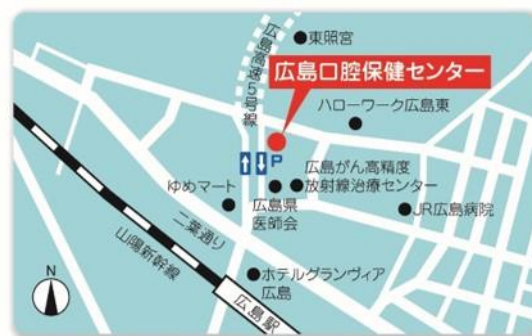 東照宮
広島高速5号線
広島口腔保健センター
ハローワーク広島東
P
広島がん高精度
放射線治療センター
ゆめマート
広島県
医師会
JR広島病院
二葉通り
山陽新幹線
N
ホテルグランヴィア
広島
広島駅